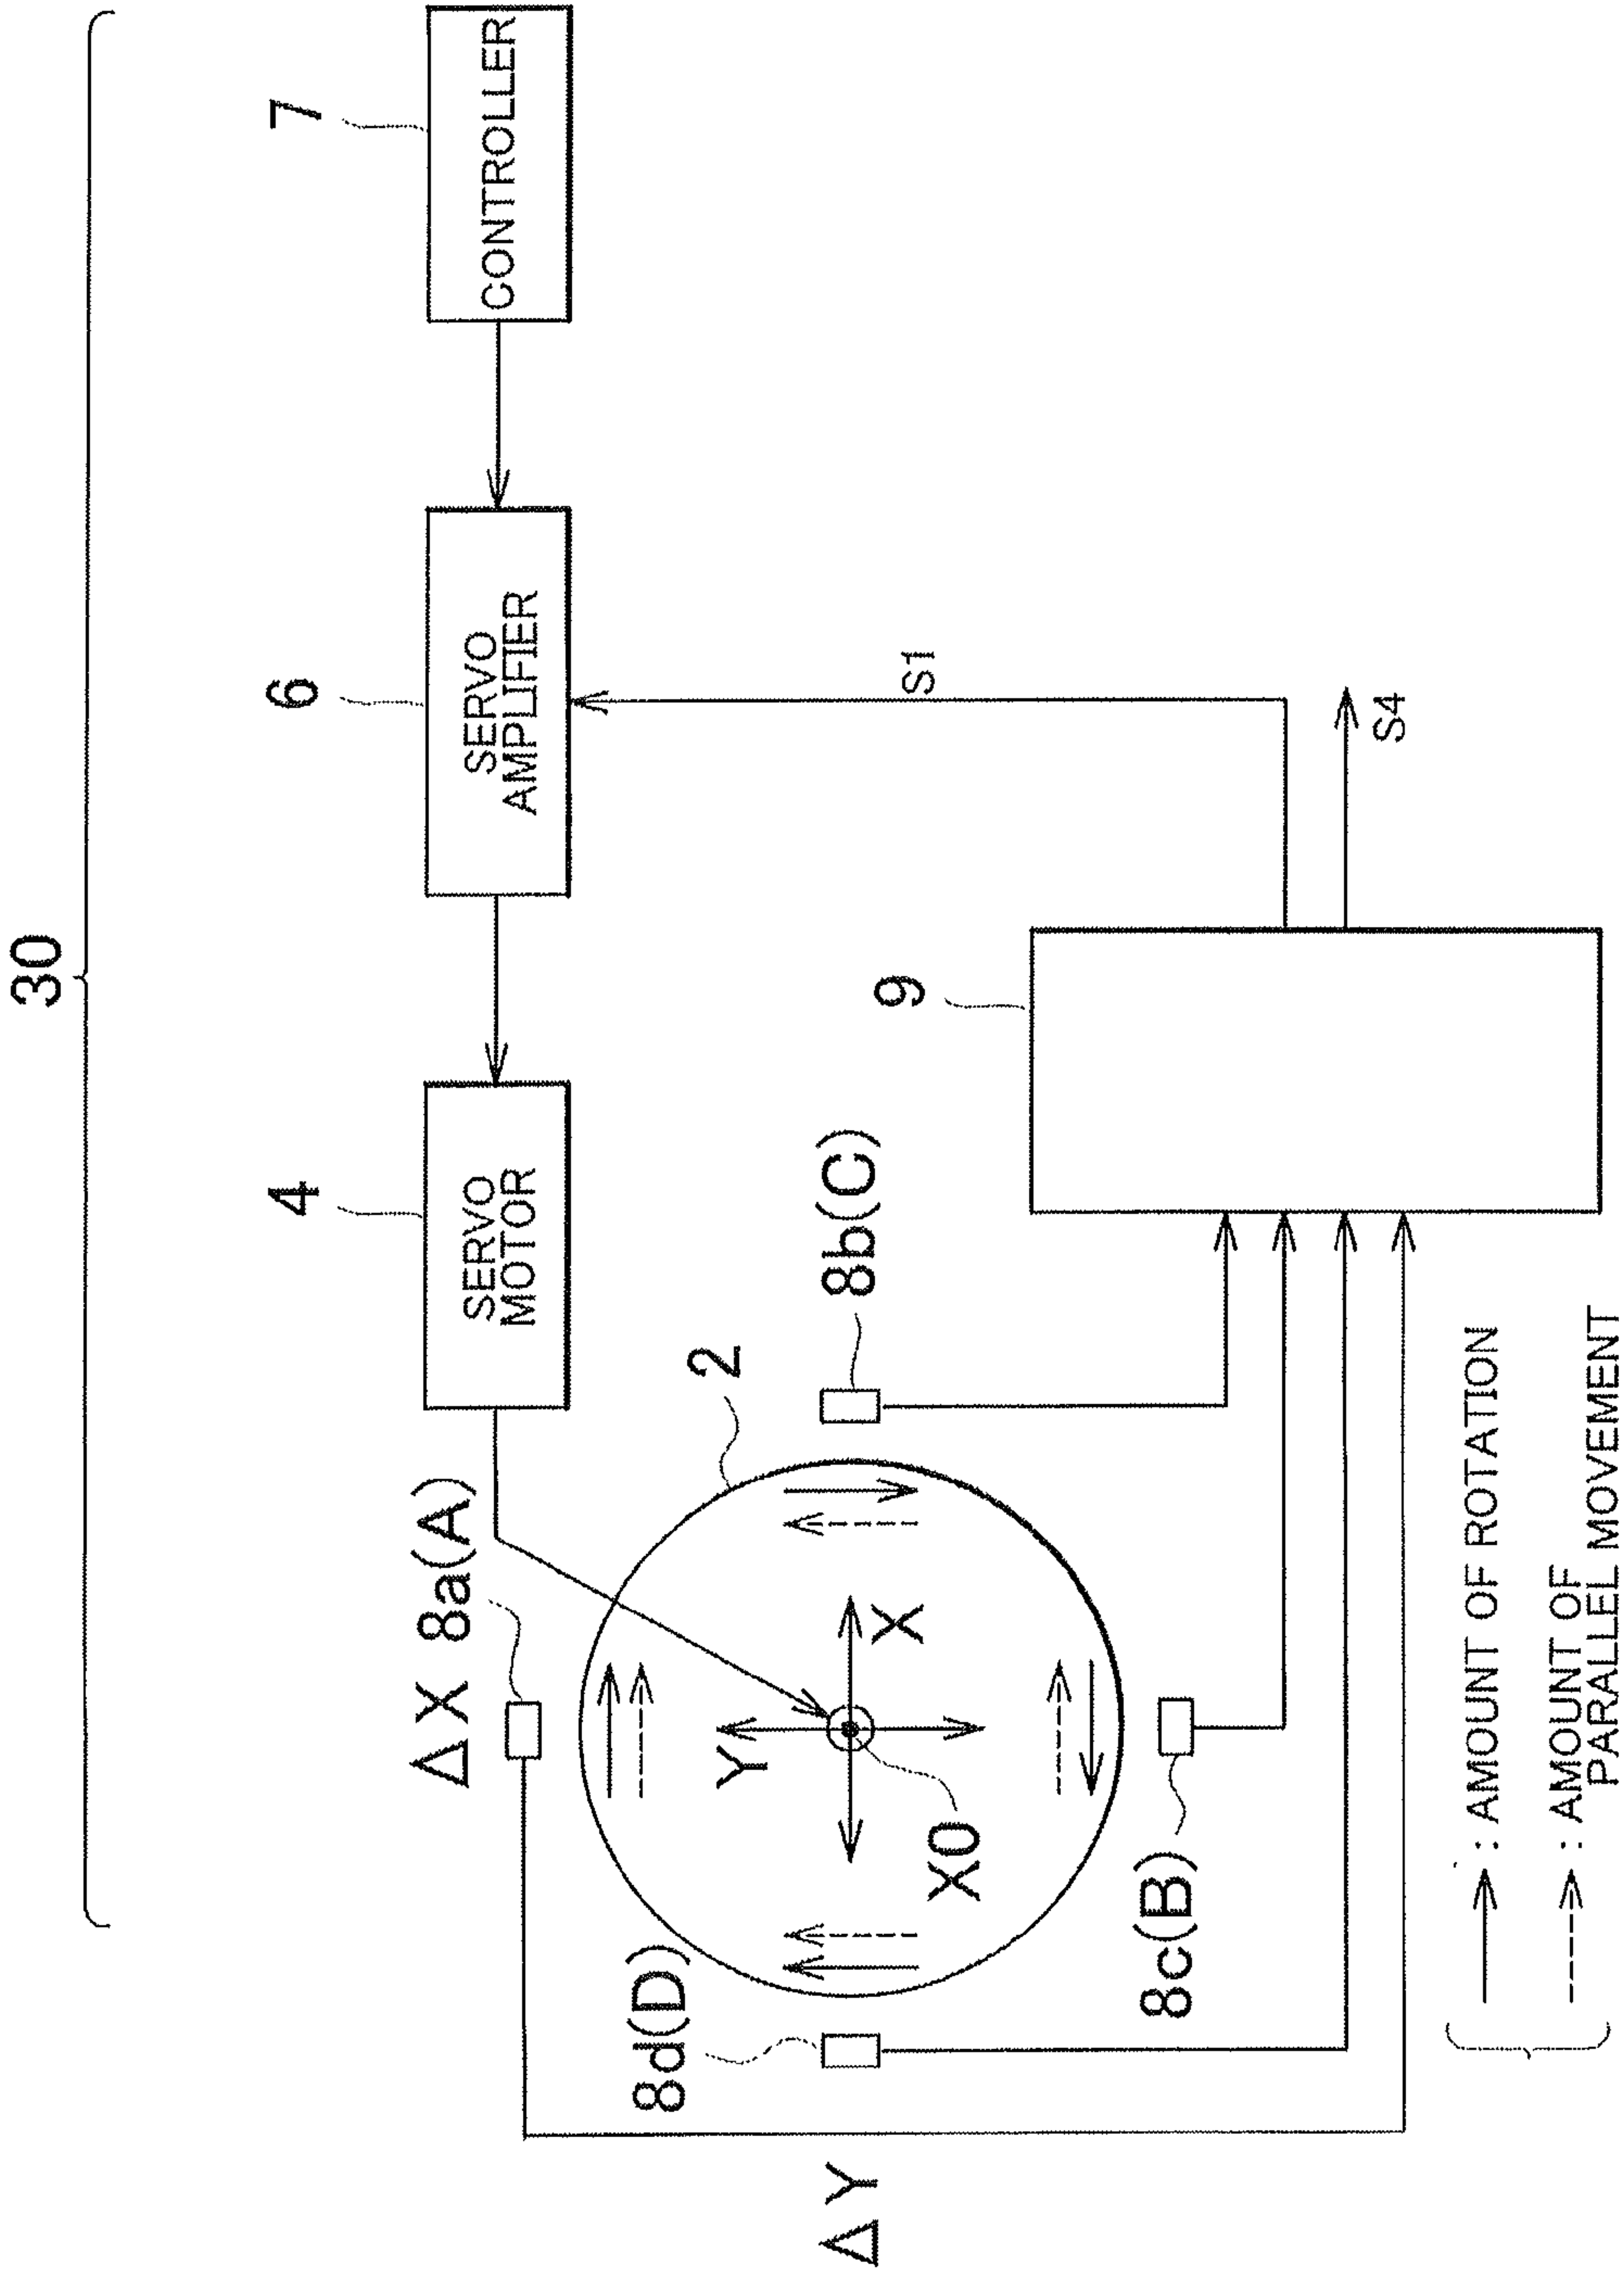 30
7
CONTROLLER
6
SERVO
AMPLIFIER
S1
S4
4
SERVO
MOTOR
9
8b(C)
2
ΔX
8a(A)
X
Y
X0
8d(D)
8c(B)
ΔY
: AMOUNT OF ROTATION
: AMOUNT OF
PARALLEL MOVEMENT